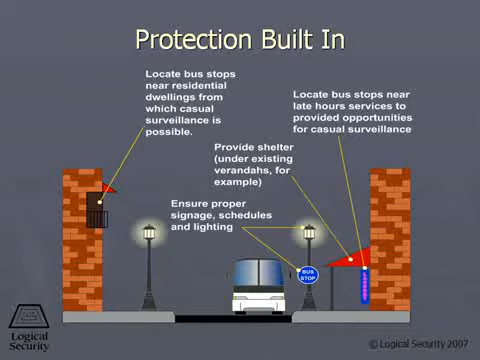 Protection Built In
Locate bus stops
near residential
dwellings from
which casual
surveillance is
possible.
Locate bus stops near
late hours services to
provided opportunities
for casual surveillance
Provide shelter
(under existing
verandahs, for
example)
Ensure proper
signage, schedules
and lighting
BUS
STOP
Logical
Security
© Logical Security 2007